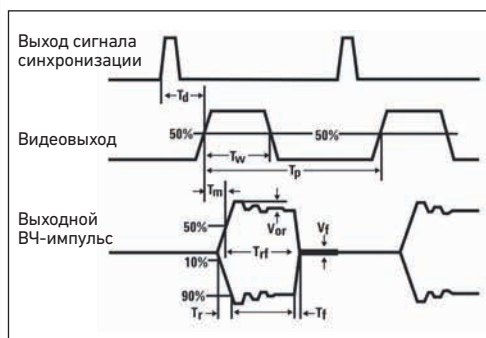 Выход сигнала
синхронизации
Td
50%
50%
Видеовыход
Tw
Tp
Tm
Выходной
ВЧ-импульс
50%
Vor
Vf
Trf
10%
90%
Tr
Tf